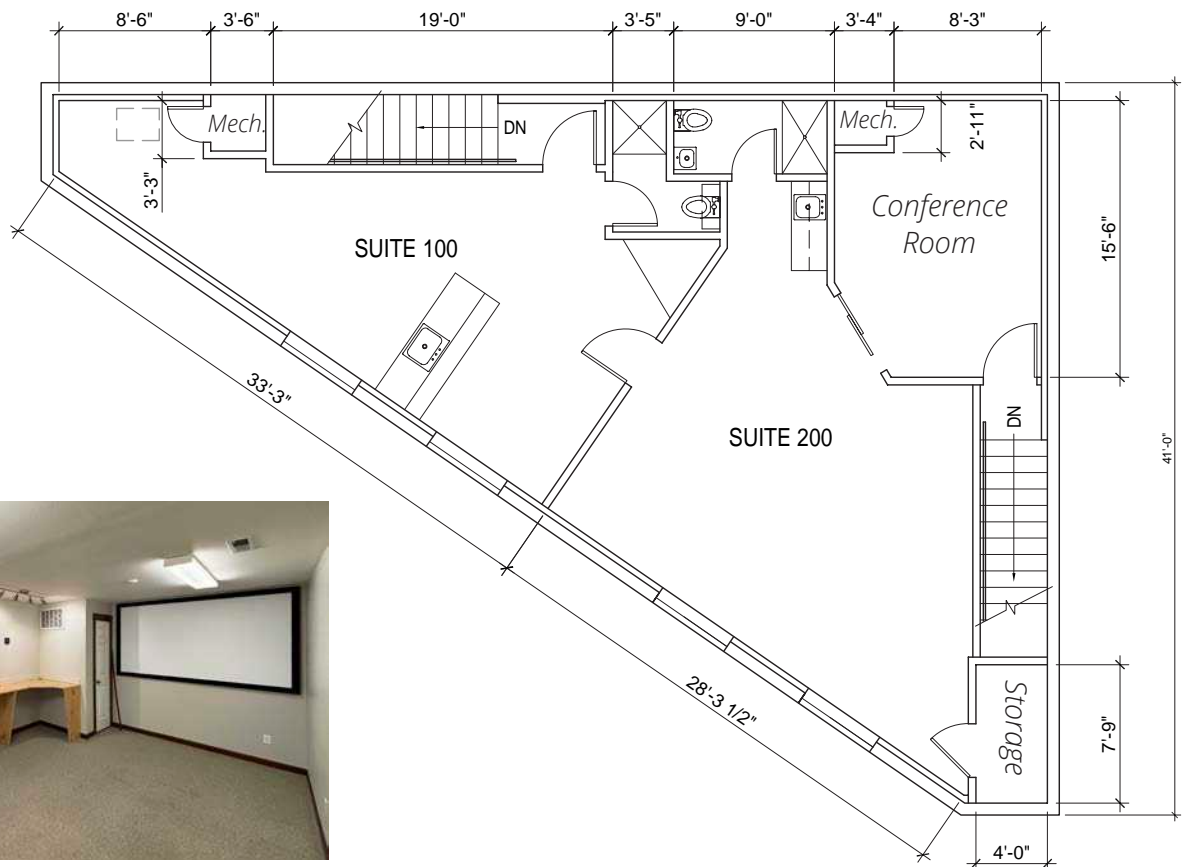 8'-6"
3'-6"
19'-0"
3'-5"
9'-0"
3'-4"
8'-3"
Mech.
DN
Mech.
2'-11"
3'-3"
Conference
Room
SUITE 100
15'-6"
33'-3"
SUITE 200
DN
41'-0"
28'-3 1/2"
Storage
7'-9"
4'-0"